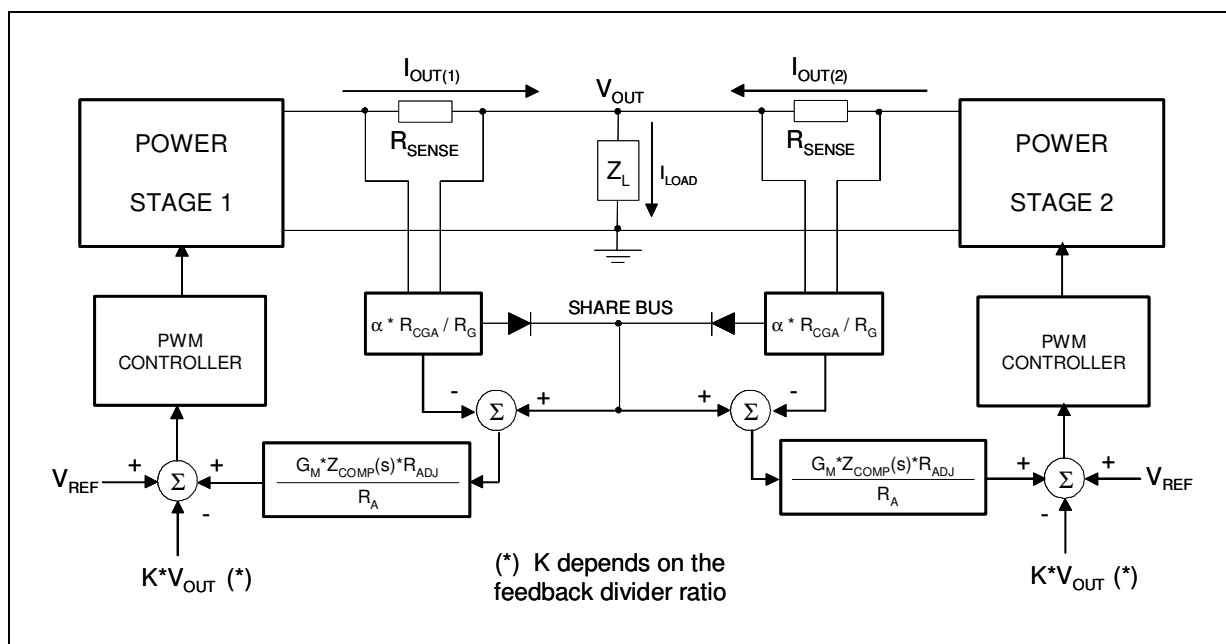 I_OUT(1)
I_OUT(2)
V_OUT
POWER
STAGE 1
R_SENSE
Z_L
I_LOAD
R_SENSE
POWER
STAGE 2
α * R_CGA / R_G
SHARE BUS
α * R_CGA / R_G
PWM
CONTROLLER
PWM
CONTROLLER
-
Σ
+
+
Σ
-
G_M*Z_COMP(s)*R_ADJ
R_A
G_M*Z_COMP(s)*R_ADJ
R_A
V_REF
+
Σ
+
-
+
Σ
+
-
V_REF
K*V_OUT (*)
(*) K depends on the
feedback divider ratio
K*V_OUT (*)